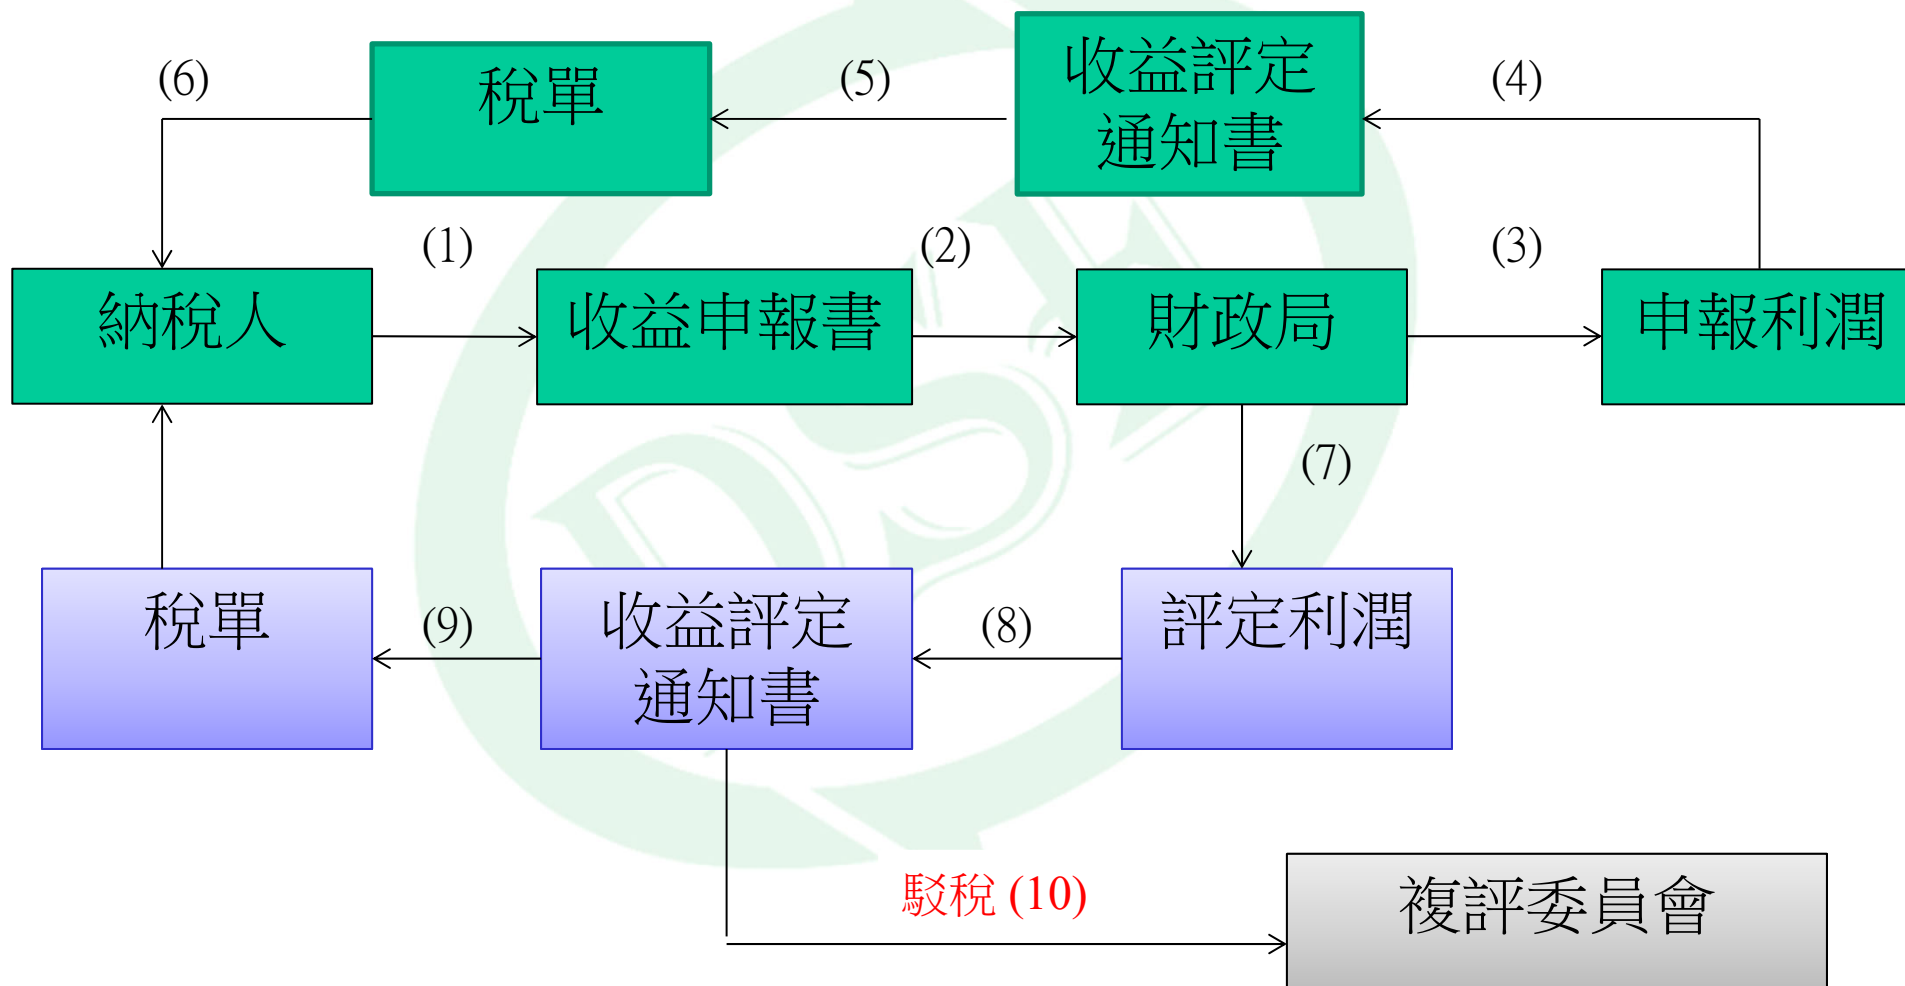 (6)
稅單
(5)
收益評定
通知書
(4)
(1)
(2)
(3)
納稅人
收益申報書
財政局
申報利潤
(7)
稅單
(9)
收益評定
通知書
(8)
評定利潤
駁稅 (10)
複評委員會
DSF